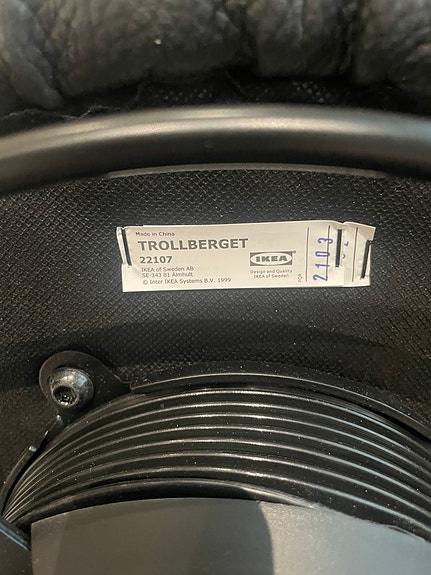 Made in China
TROLLBERGET
22107
IKEA of Sweden AB
SE-343 81 Älmhult
© Inter IKEA Systems B.V. 1999
IKEA
Design and Quality
IKEA of Sweden
2103